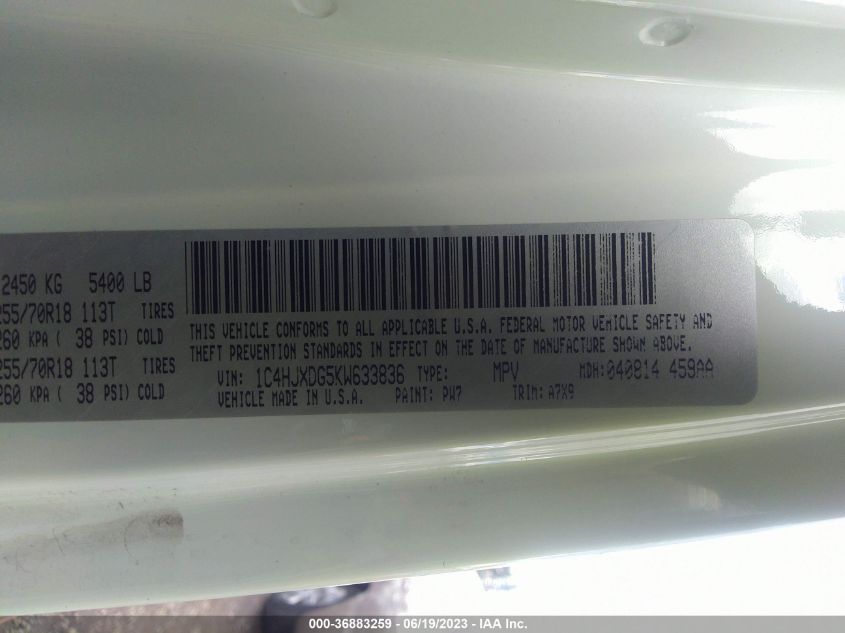 2450 KG 5400 LB
255/70R18 113T TIRES
260 KPA ( 38 PSI) COLD
255/70R18 113T TIRES
260 KPA ( 38 PSI) COLD
THIS VEHICLE CONFORMS TO ALL APPLICABLE U.S.A. FEDERAL MOTOR VEHICLE SAFETY AND
THEFT PREVENTION STANDARDS IN EFFECT ON THE DATE OF MANUFACTURE SHOWN ABOVE.
VIN: 1C4HJXDG5KW633836 TYPE: MPV MDH:040814 459AA
VEHICLE MADE IN U.S.A. PAINT: PW7 TRIM: A7X9
000-36883259 - 06/19/2023 - IAA Inc.